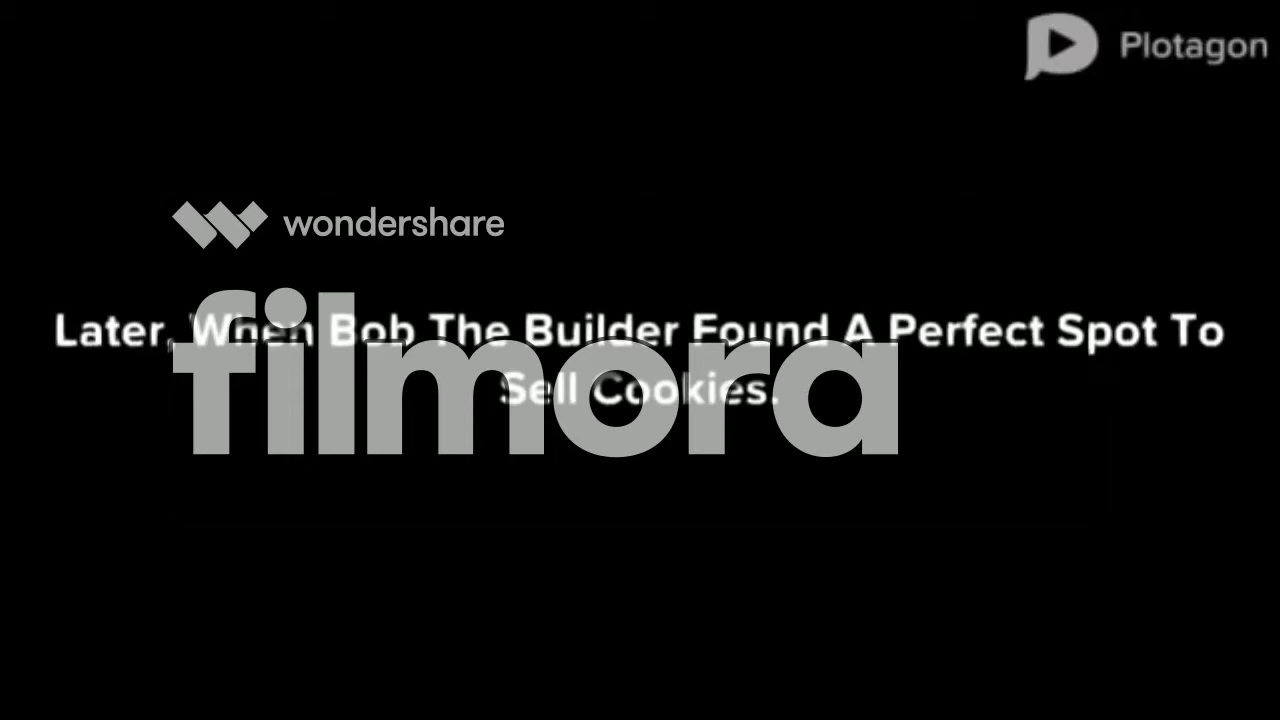 Plotagon
wondershare
filmora
Later, When Bob The Builder Found A Perfect Spot To
Sell Cookies.